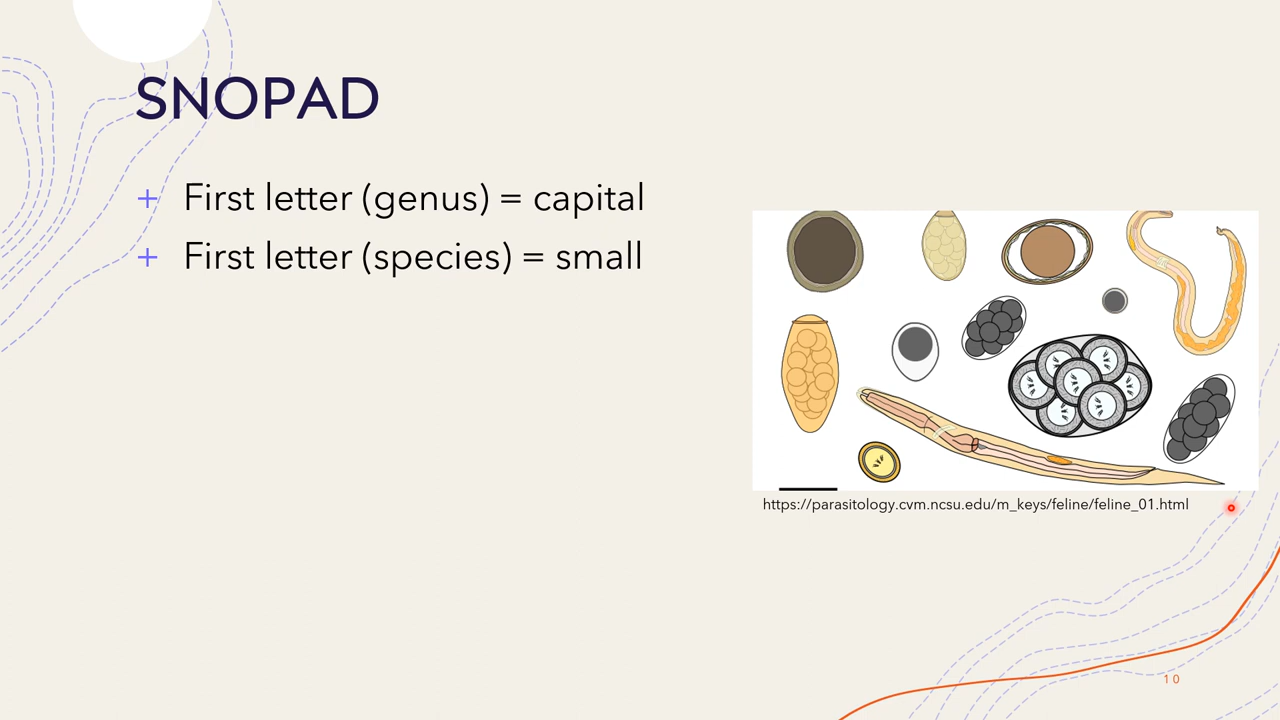 SNOPAD
+ First letter (genus) = capital
+ First letter (species) = small
https://parasitology.cvm.ncsu.edu/m_keys/feline/feline_01.html
10